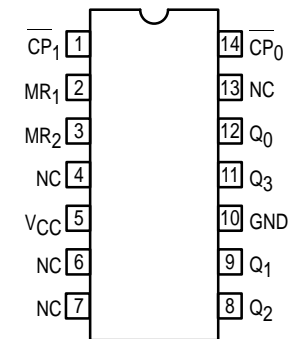 CP1 1 14 CP0
MR1 2 13 NC
MR2 3 12 Q0
NC 4 11 Q3
VCC 5 10 GND
NC 6 9 Q1
NC 7 8 Q2